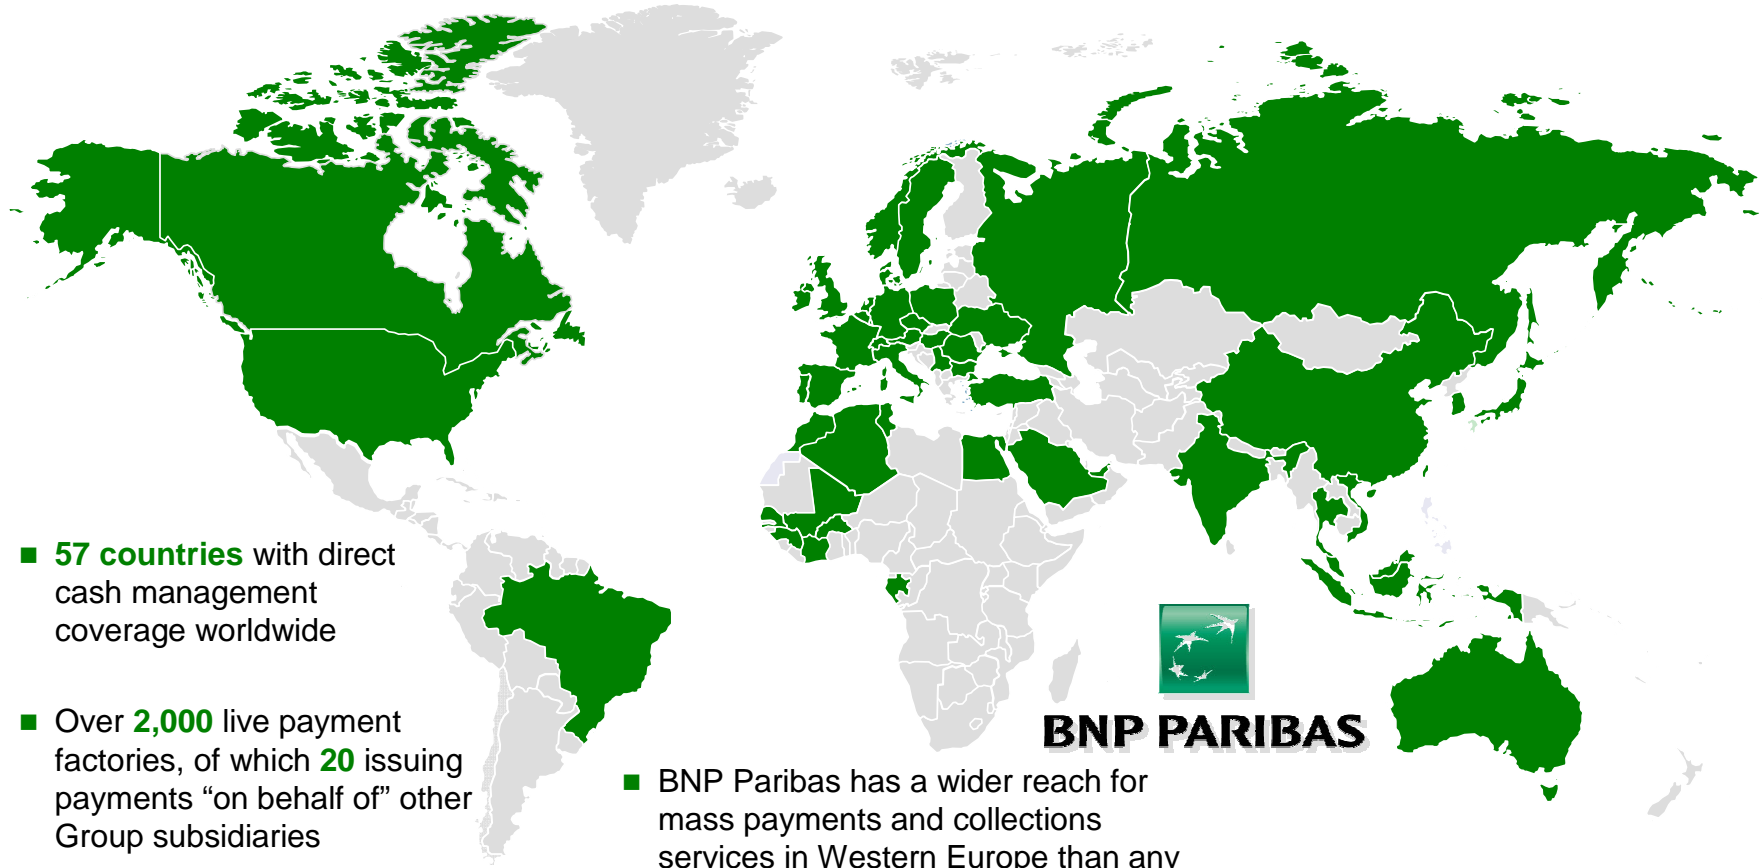 57 countries with direct
cash management
coverage worldwide
Over 2,000 live payment
factories, of which 20 issuing
payments “on behalf of” other
Group subsidiaries
BNP PARIBAS
BNP Paribas has a wider reach for
mass payments and collections
services in Western Europe than any